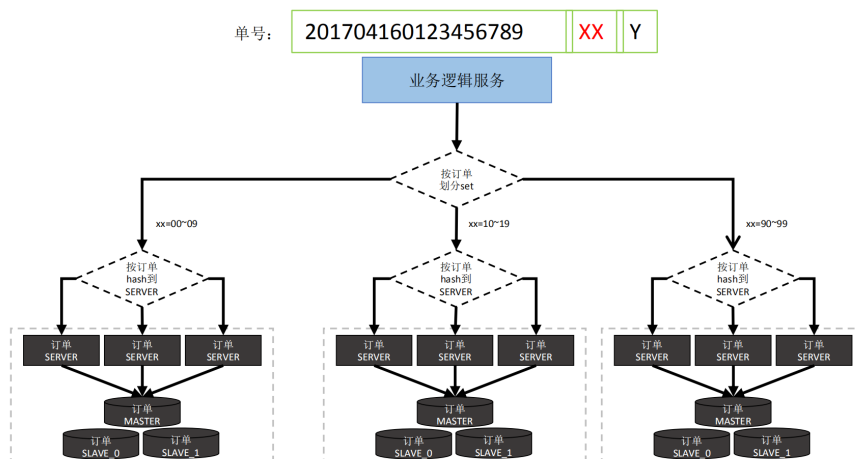 单号: 201704160123456789 XX Y
业务逻辑服务
按订单
划分set
xx=00~09
xx=10~19
xx=90~99
按订单
hash到
SERVER
按订单
hash到
SERVER
按订单
hash到
SERVER
订单
SERVER
订单
SERVER
订单
SERVER
订单
SERVER
订单
SERVER
订单
SERVER
订单
SERVER
订单
SERVER
订单
SERVER
订单
MASTER
订单
MASTER
订单
MASTER
订单
SLAVE_0
订单
SLAVE_1
订单
SLAVE_0
订单
SLAVE_1
订单
SLAVE_0
订单
SLAVE_1